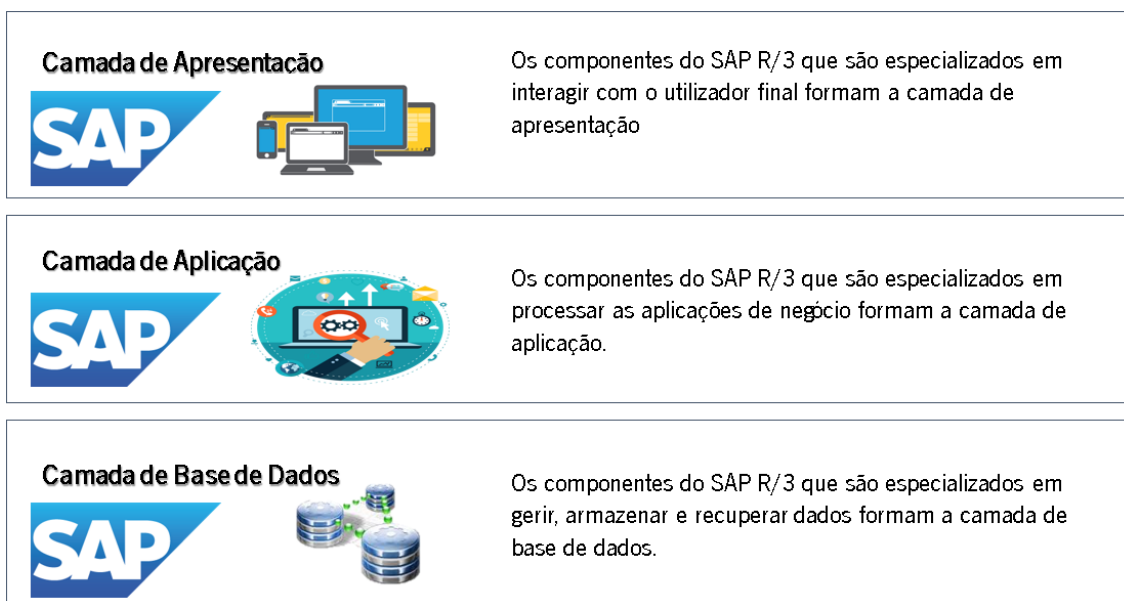 Camada de Apresentação
SAP
Os componentes do SAP R/3 que são especializados em
interagir com o utilizador final formam a camada de
apresentação
Camada de Aplicação
SAP
Os componentes do SAP R/3 que são especializados em
processar as aplicações de negócio formam a camada de
aplicação.
Camada de Base de Dados
SAP
Os componentes do SAP R/3 que são especializados em
gerir, armazenar e recuperar dados formam a camada de
base de dados.